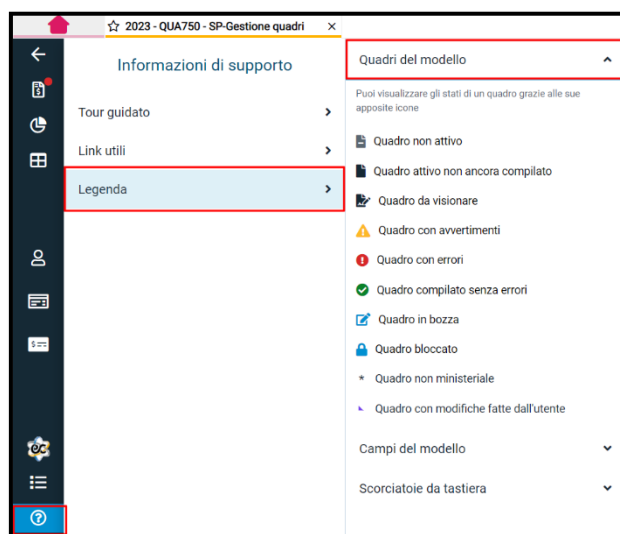 2023 - QUA750 - SP-Gestione quadri
Informazioni di supporto
Tour guidato
Link utili
Legenda
Quadri del modello
Puoi visualizzare gli stati di un quadro grazie alle sue
apposite icone
Quadro non attivo
Quadro attivo non ancora compilato
Quadro da visionare
Quadro con avvertimenti
Quadro con errori
Quadro compilato senza errori
Quadro in bozza
Quadro bloccato
* Quadro non ministeriale
Quadro con modifiche fatte dall'utente
Campi del modello
Scorciatoie da tastiera